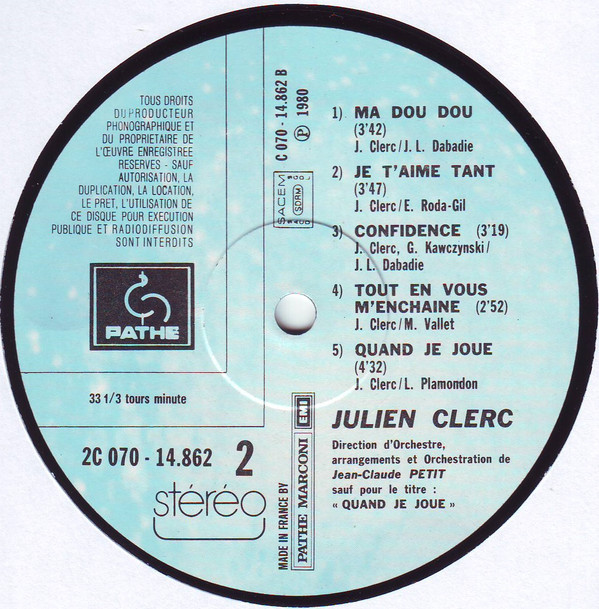 TOUS DROITS
DU PRODUCTEUR
PHONOGRAPHIQUE ET
DU PROPRIETAIRE DE
L'ŒUVRE ENREGISTREE
RESERVES - SAUF
AUTORISATION, LA
DUPLICATION, LA LOCATION,
LE PRET, L'UTILISATION DE
CE DISQUE POUR EXECUTION
PUBLIQUE ET RADIODIFFUSION
SONT INTERDITS
PATHE
33 1/3 tours minute
2C 070 - 14.862 2
stéréo
C 070 - 14.862 B
Ⓟ 1980
SACEM
SDRM
MADE IN FRANCE BY
PATHE MARCONI EMI
1) MA DOU DOU
(3'42)
J. Clerc/J. L. Dabadie
2) JE T'AIME TANT
(3'47)
J. Clerc/E. Roda-Gil
3) CONFIDENCE (3'19)
J. Clerc, G. Kawczynski/
J. L. Dabadie
4) TOUT EN VOUS
M'ENCHAINE (2'52)
J. Clerc/M. Vallet
5) QUAND JE JOUE
(4'32)
J. Clerc/L. Plamondon
JULIEN CLERC
Direction d'Orchestre,
arrangements et Orchestration de
Jean-Claude PETIT
sauf pour le titre :
« QUAND JE JOUE »